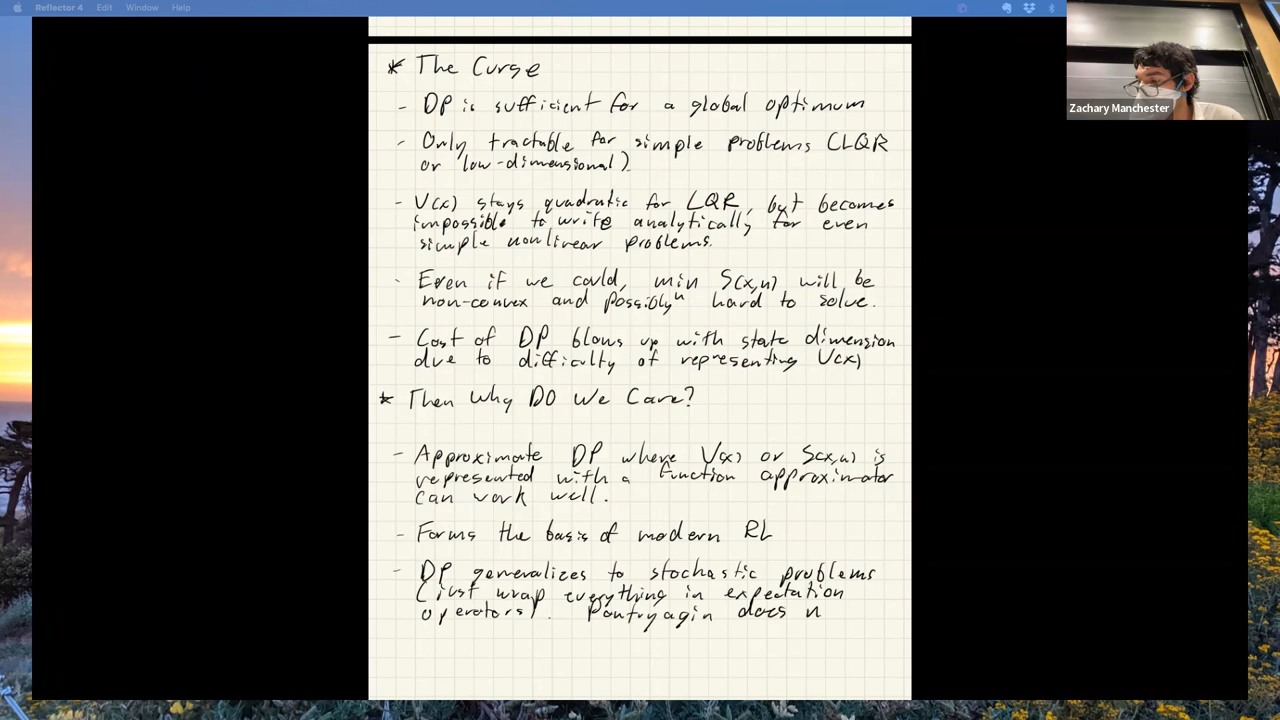 Reflector 4 Edit Window Help
Zachary Manchester
* The Curse
- DP is sufficient for a global optimum
- Only tractable for simple problems (LQR
or low-dimensional)
- V(x) stays quadratic for LQR, but becomes
impossible to write analytically for even
simple nonlinear problems.
- Even if we could, min S(x,u) will be
u
non-convex and possibly hard to solve.
- Cost of DP blows up with state dimension
due to difficulty of representing V(x)
* Then Why DO We Care?
- Approximate DP where V(x) or S(x,u) is
represented with a function approximator
can work well.
- Forms the basis of modern RL
- DP generalizes to stochastic problems
(just wrap everything in expectation
operators). Pontryagin does n